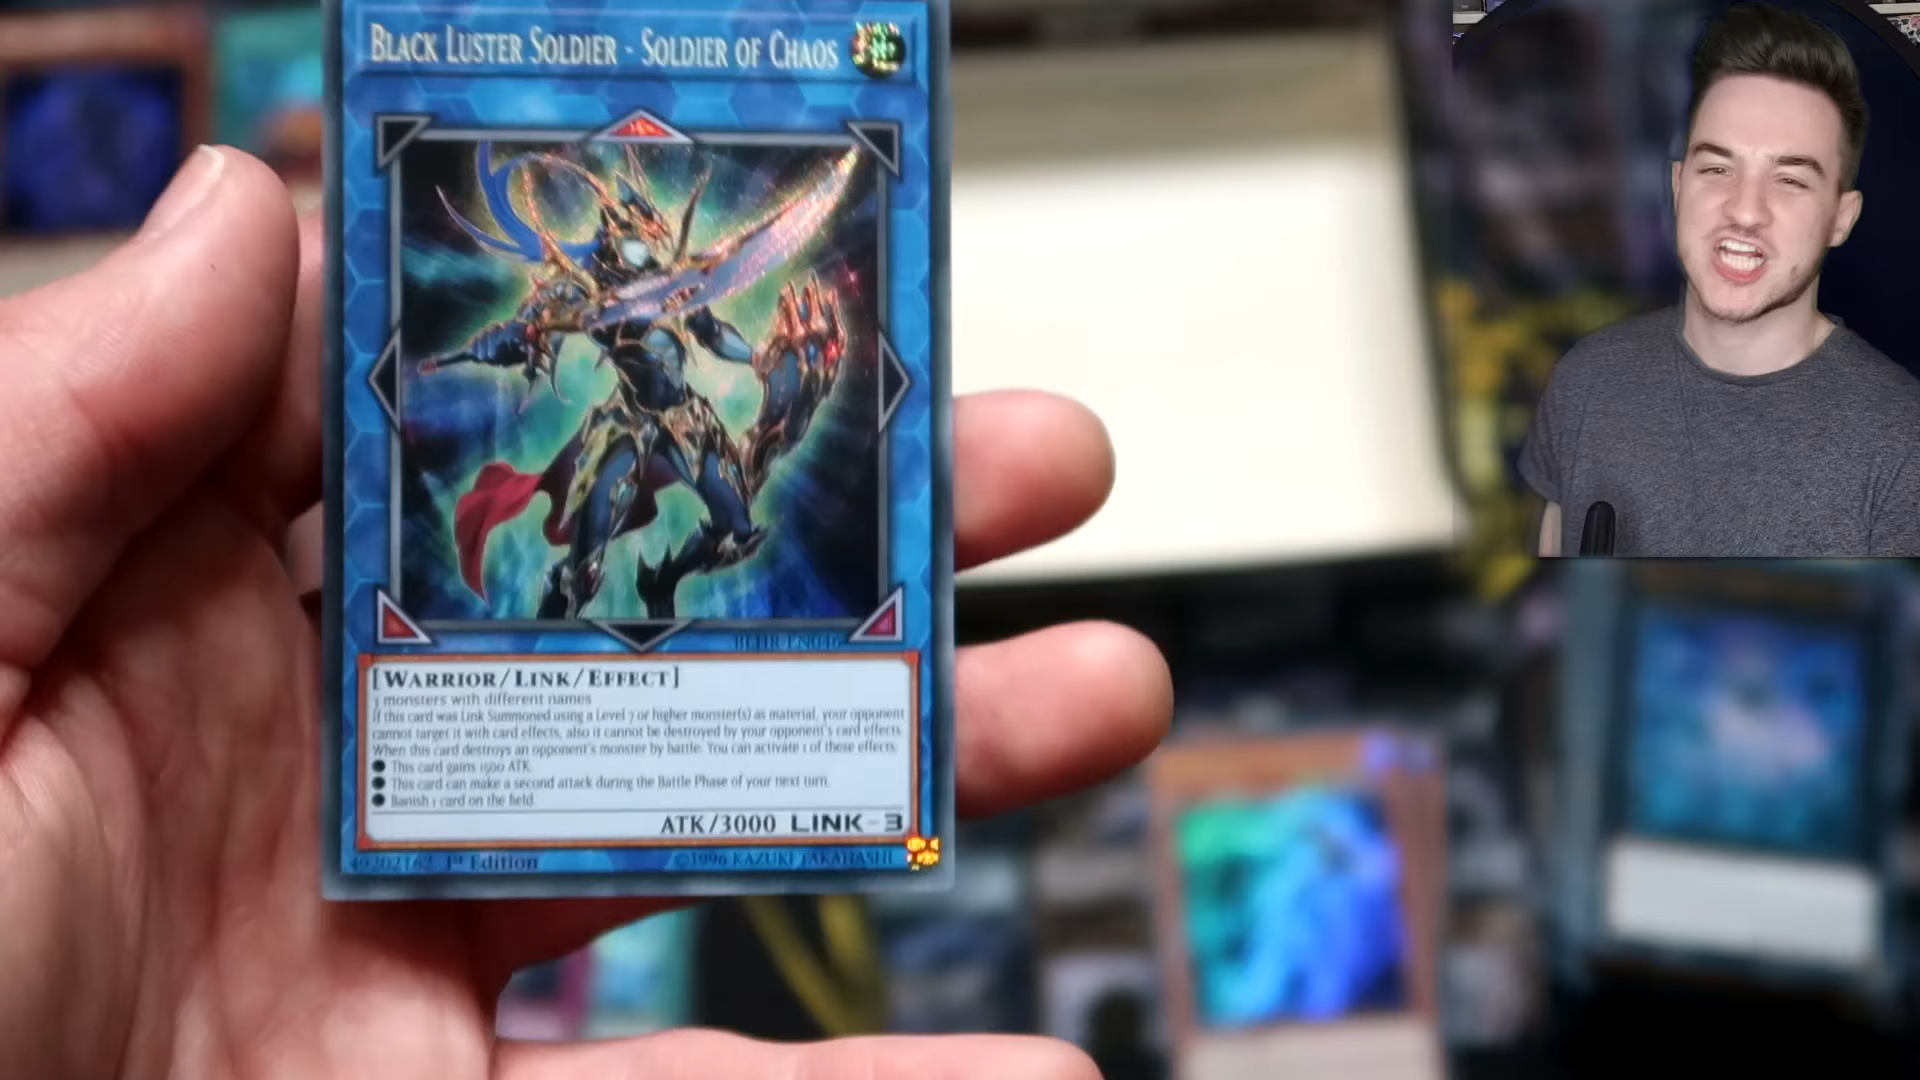 BLACK LUSTER SOLDIER - SOLDIER OF CHAOS
BLHR-EN046
[WARRIOR/LINK/EFFECT]
3 monsters with different names
If this card was Link Summoned using a Level 7 or higher monster(s) as material, your opponent
cannot target it with card effects, also it cannot be destroyed by your opponent's card effects.
When this card destroys an opponent's monster by battle: You can activate 1 of these effects.
● This card gains 1500 ATK.
● This card can make a second attack during the Battle Phase of your next turn.
● Banish 1 card on the field.
ATK/3000 LINK-3
49202162 1st Edition ©1996 KAZUKI TAKAHASHI